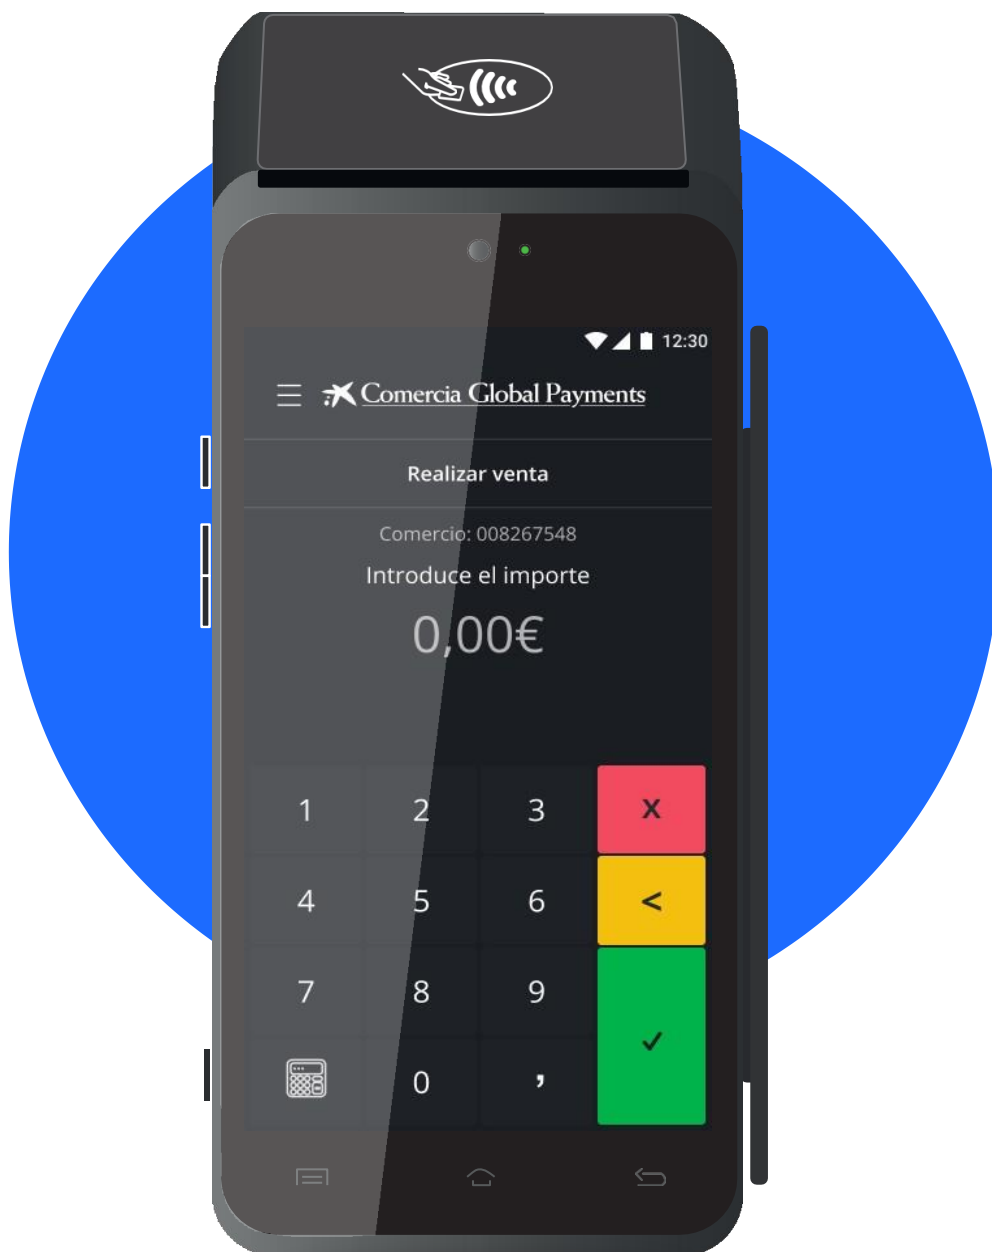 12:30
Comercia Global Payments
Realizar venta
Comercio: 008267548
Introduce el importe
0,00€
1 2 3 X
4 5 6 <
7 8 9
0 ,